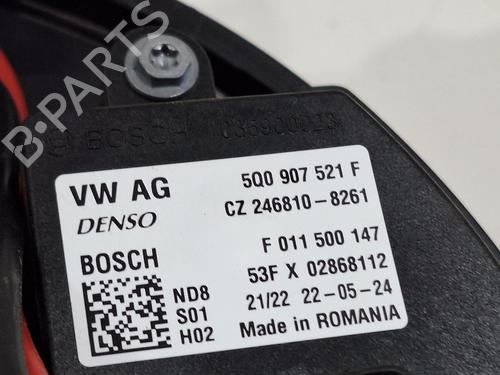 B-PARTS
BOSCH
VW AG 5Q0 907 521 F
DENSO CZ 246810-8261
BOSCH F 011 500 147
ND8 53F X 02868112
S01 21/22 22-05-24
H02 Made in ROMANIA